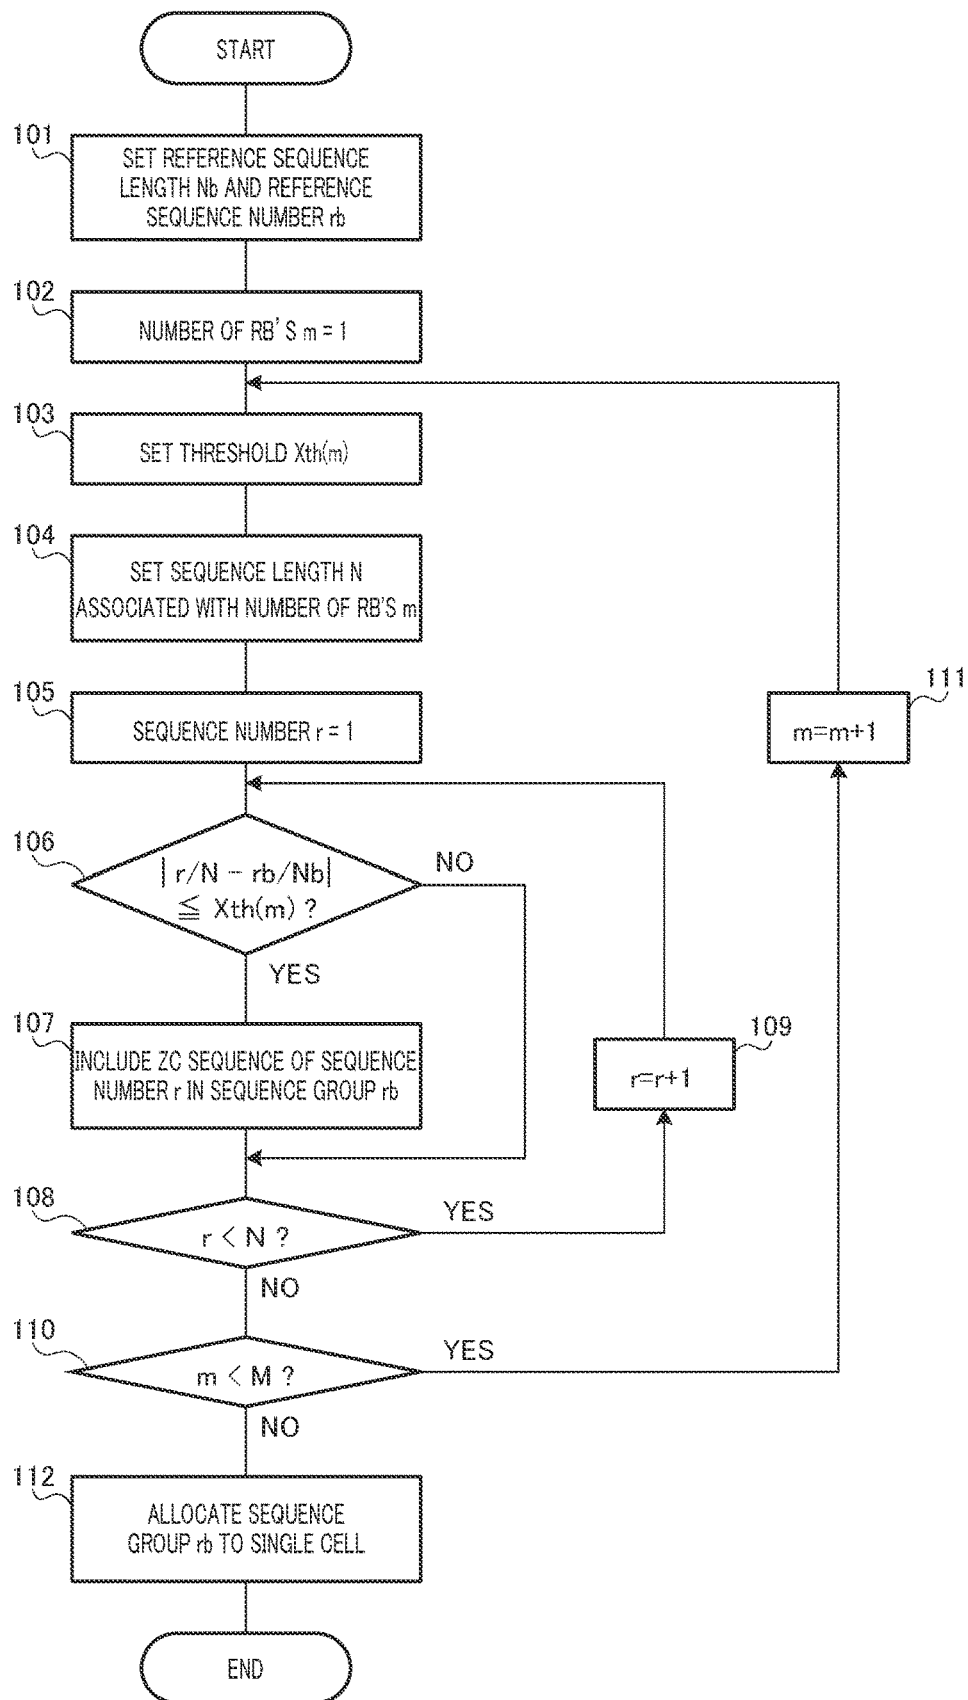 START
101
SET REFERENCE SEQUENCE
LENGTH Nb AND REFERENCE
SEQUENCE NUMBER rb
102
NUMBER OF RB'S m = 1
103
SET THRESHOLD Xth(m)
104
SET SEQUENCE LENGTH N
ASSOCIATED WITH NUMBER OF RB'S m
105
SEQUENCE NUMBER r = 1
111
m=m+1
106
| r/N - rb/Nb|
≦ Xth(m) ?
NO
YES
107
INCLUDE ZC SEQUENCE OF SEQUENCE
NUMBER r IN SEQUENCE GROUP rb
109
r=r+1
108
r < N ?
YES
NO
110
m < M ?
YES
NO
112
ALLOCATE SEQUENCE
GROUP rb TO SINGLE CELL
END